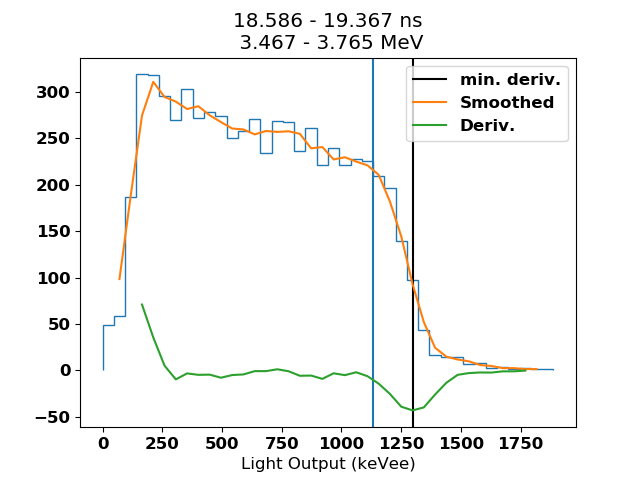 18.586 - 19.367 ns
3.467 - 3.765 MeV
min. deriv.
Smoothed
Deriv.
300
250
200
150
100
50
0
−50
0 250 500 750 1000 1250 1500 1750
Light Output (keVee)